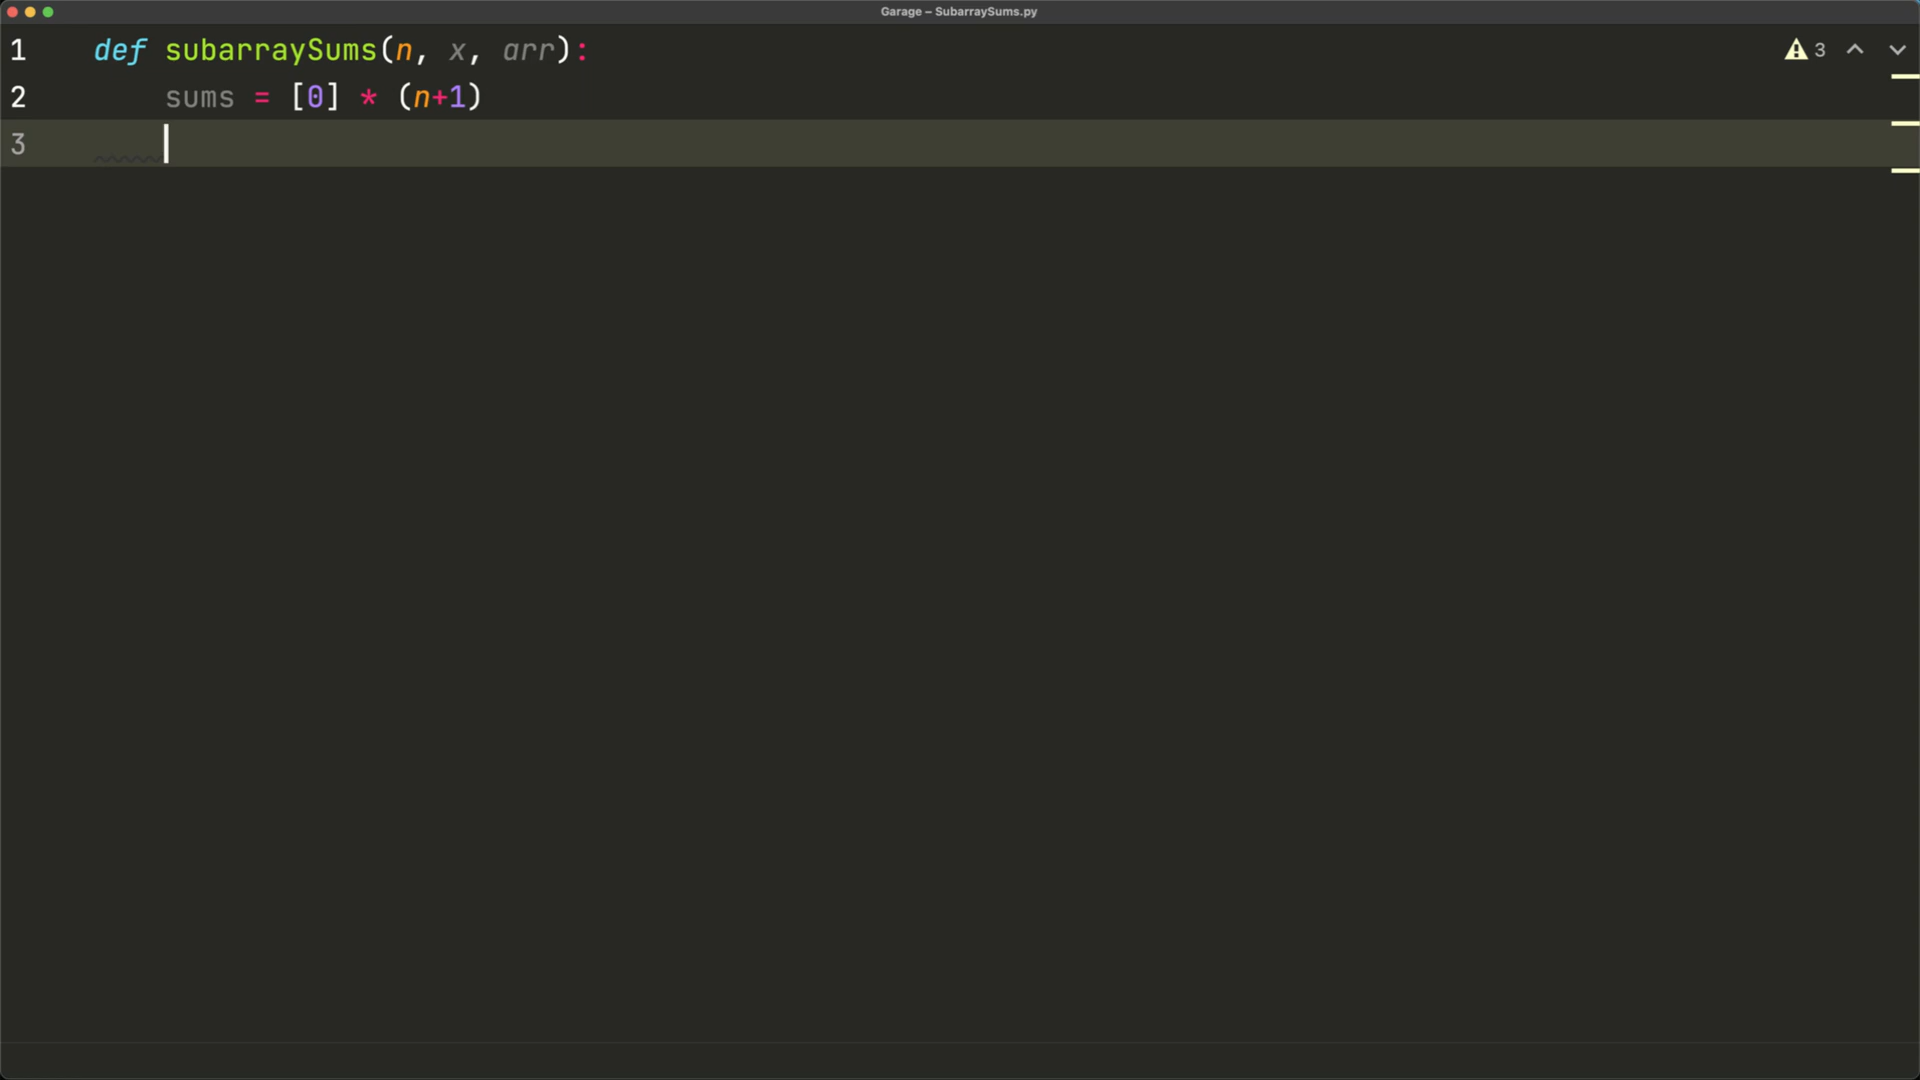 Garage – SubarraySums.py
1 def subarraySums(n, x, arr): 3
2 sums = [0] * (n+1)
3